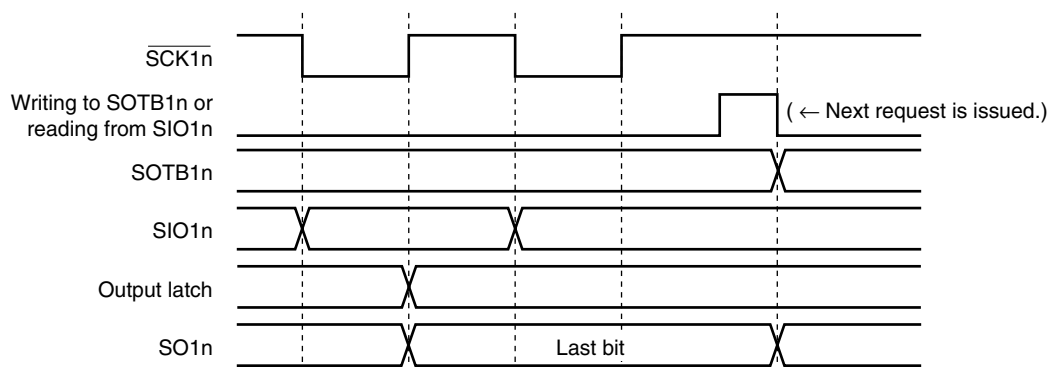 SCK1n
Writing to SOTB1n or
reading from SIO1n
( ← Next request is issued.)
SOTB1n
SIO1n
Output latch
SO1n
Last bit